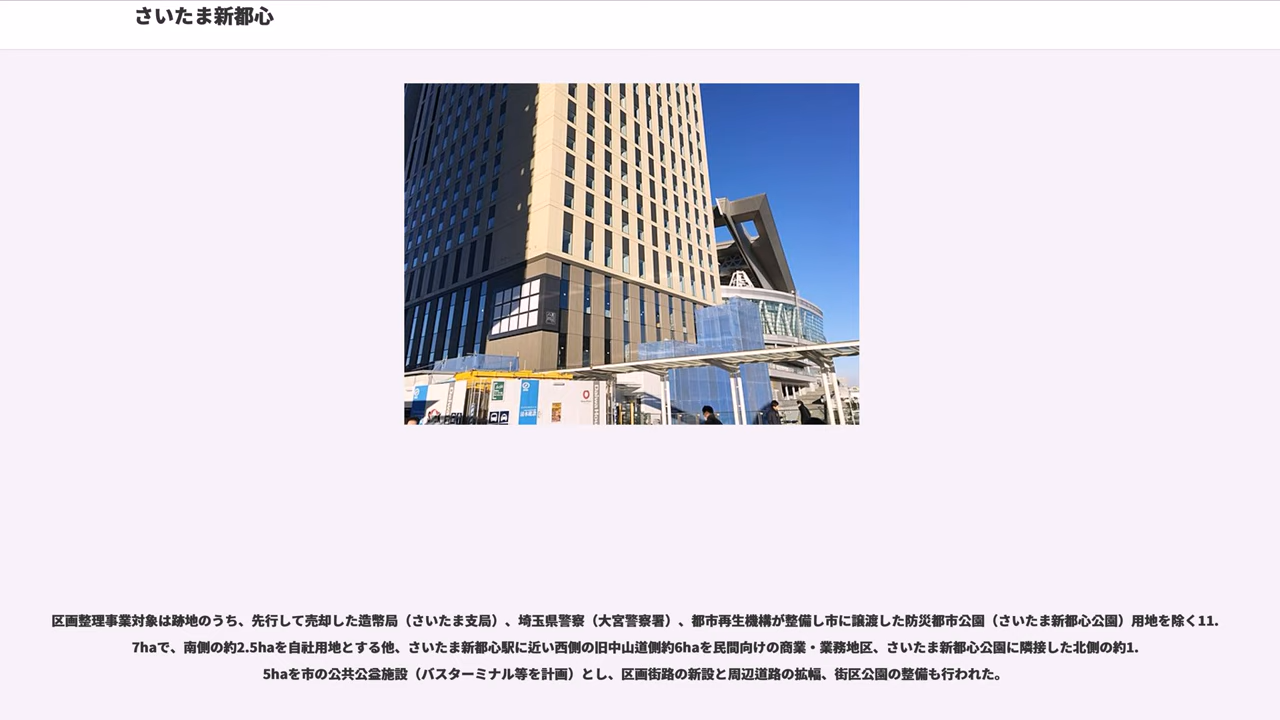 さいたま新都心
区画整理事業対象は跡地のうち、先行して売却した造幣局（さいたま支局）、埼玉県警察（大宮警察署）、都市再生機構が整備し市に譲渡した防災都市公園（さいたま新都心公園）用地を除く11.
7haで、南側の約2.5haを自社用地とする他、さいたま新都心駅に近い西側の旧中山道側約6haを民間向けの商業・業務地区、さいたま新都心公園に隣接した北側の約1.
5haを市の公共公益施設（バスターミナル等を計画）とし、区画街路の新設と周辺道路の拡幅、街区公園の整備も行われた。